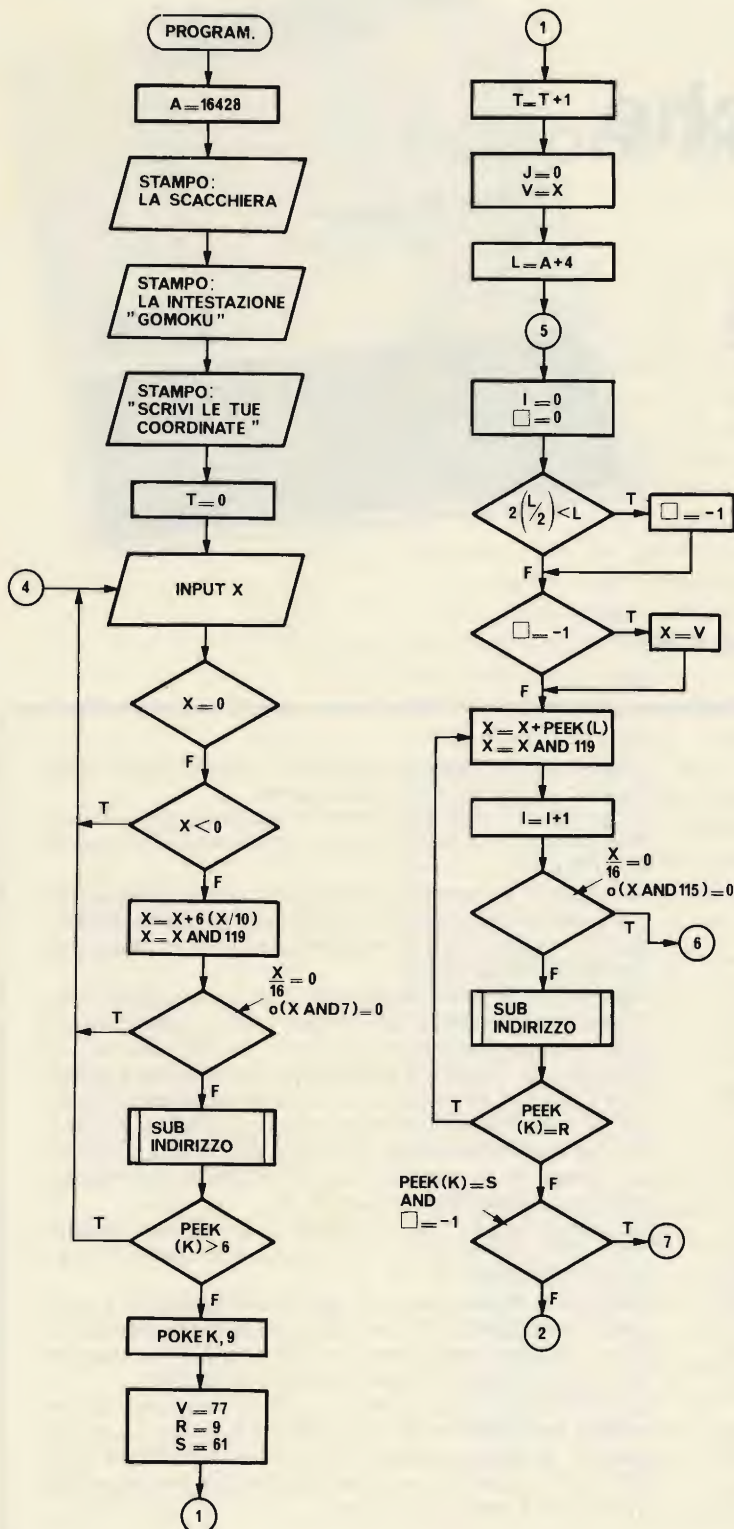 PROGRAM.
A=16428
STAMPO:
LA SCACCHIERA
STAMPO:
LA INTESTAZIONE
"GOMOKU"
STAMPO:
"SCRIVI LE TUE
COORDINATE"
T=0
4
INPUT X
X=0
F
T
X<0
F
X=X+6(X/10)
X=X AND 119
X/16=0
o(X AND 7)=0
T
F
SUB
INDIRIZZO
T
PEEK
(K)>6
F
POKE K, 9
V=77
R=9
S=61
1
1
T=T+1
J=0
V=X
L=A+4
5
I=0
□=0
2(L/2)<L
T
□=-1
F
□=-1
T
X=V
F
X=X+PEEK(L)
X=X AND 119
I=I+1
X/16=0
o(X AND 115)=0
T
6
F
SUB
INDIRIZZO
T
PEEK
(K)=R
F
PEEK(K)=S
AND
□=-1
T
7
F
2